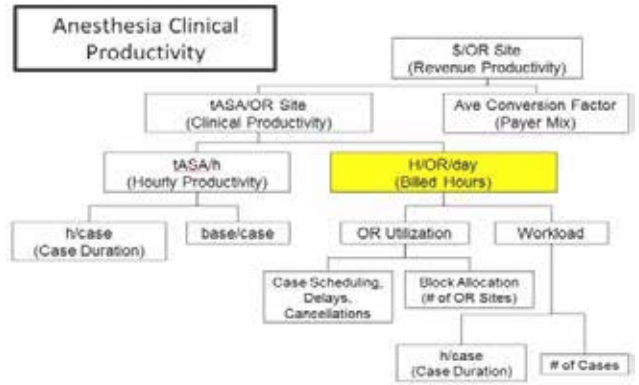 Anesthesia Clinical
Productivity
$/OR Site
(Revenue Productivity)
tASA/OR Site
(Clinical Productivity)
Ave Conversion Factor
(Payer Mix)
tASA/h
(Hourly Productivity)
H/OR/day
(Billed Hours)
h/case
(Case Duration)
base/case
OR Utilization
Workload
Case Scheduling,
Delays,
Cancellations
Block Allocation
(# of OR Sites)
h/case
(Case Duration)
# of Cases